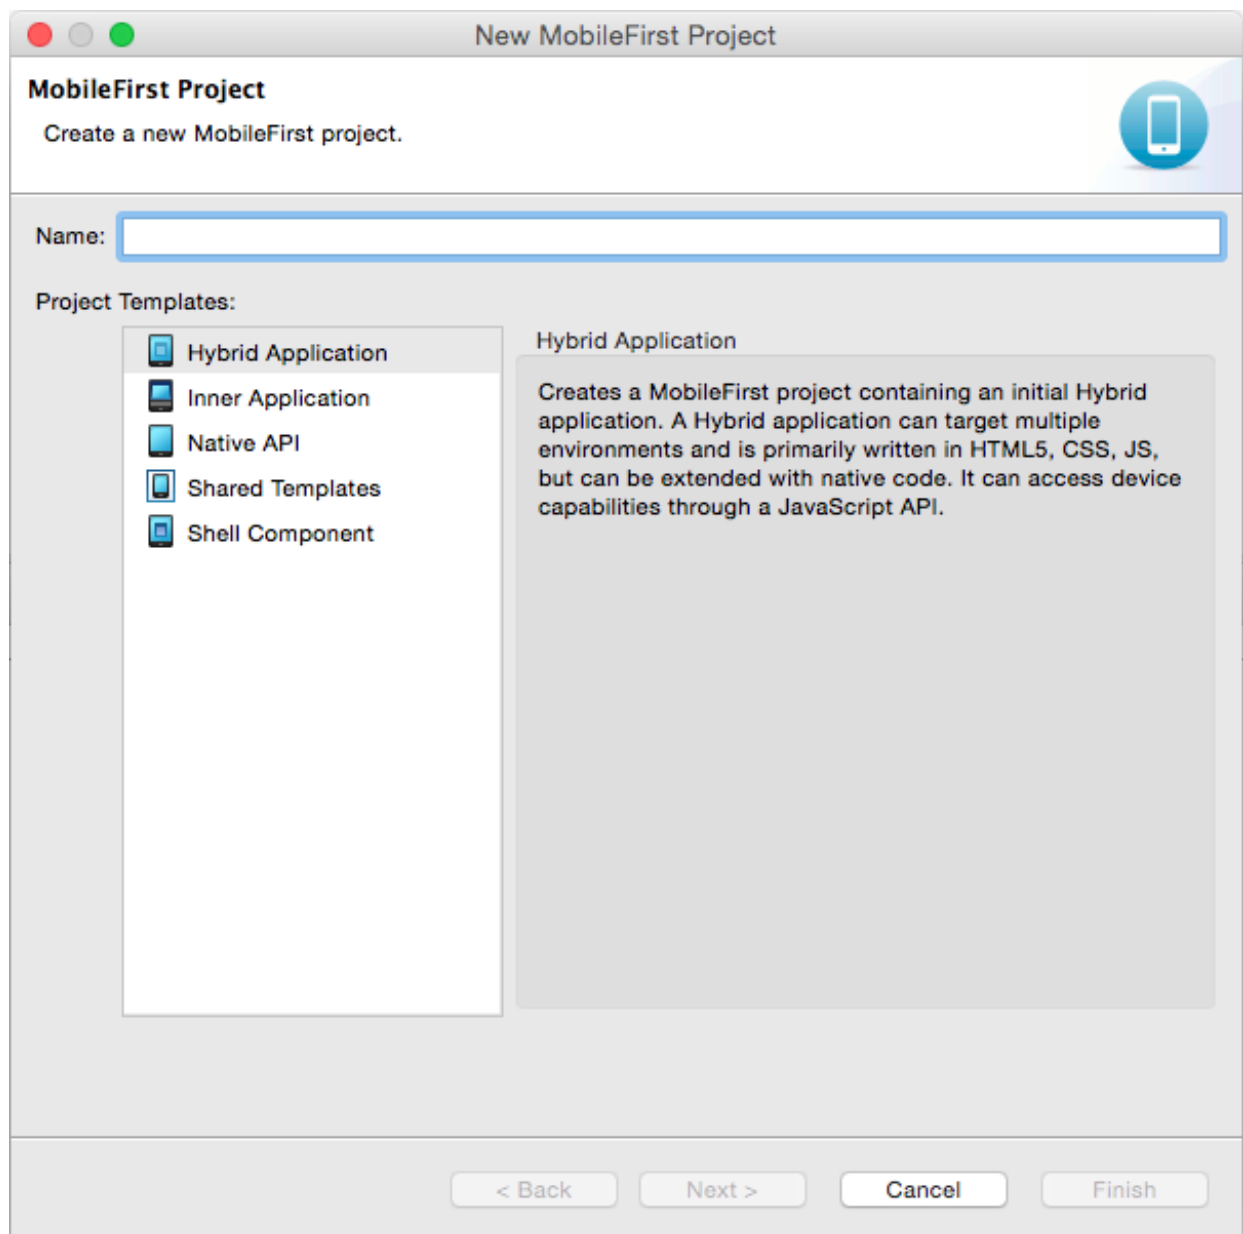 New MobileFirst Project
MobileFirst Project
Create a new MobileFirst project.
Name:
Project Templates:
Hybrid Application
Inner Application
Native API
Shared Templates
Shell Component
Hybrid Application
Creates a MobileFirst project containing an initial Hybrid
application. A Hybrid application can target multiple
environments and is primarily written in HTML5, CSS, JS,
but can be extended with native code. It can access device
capabilities through a JavaScript API.
< Back
Next >
Cancel
Finish